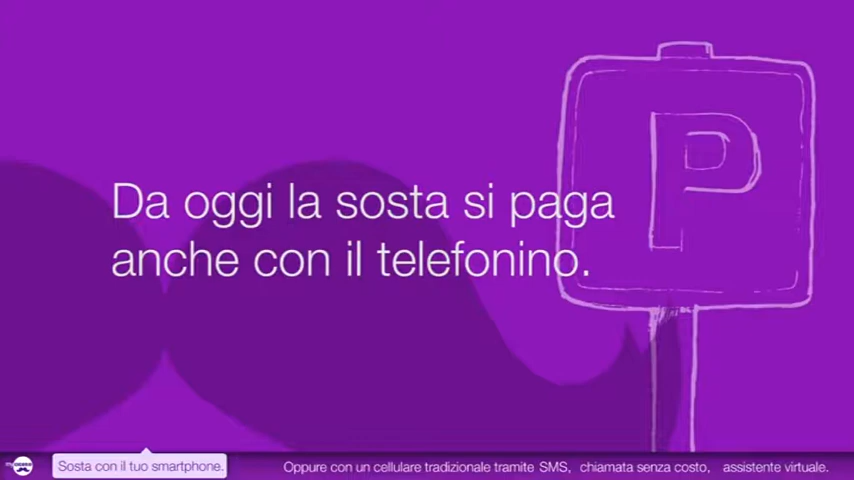 Da oggi la sosta si paga
anche con il telefonino.
P
Sosta con il tuo smartphone.
Oppure con un cellulare tradizionale tramite SMS, chiamata senza costo, assistente virtuale.